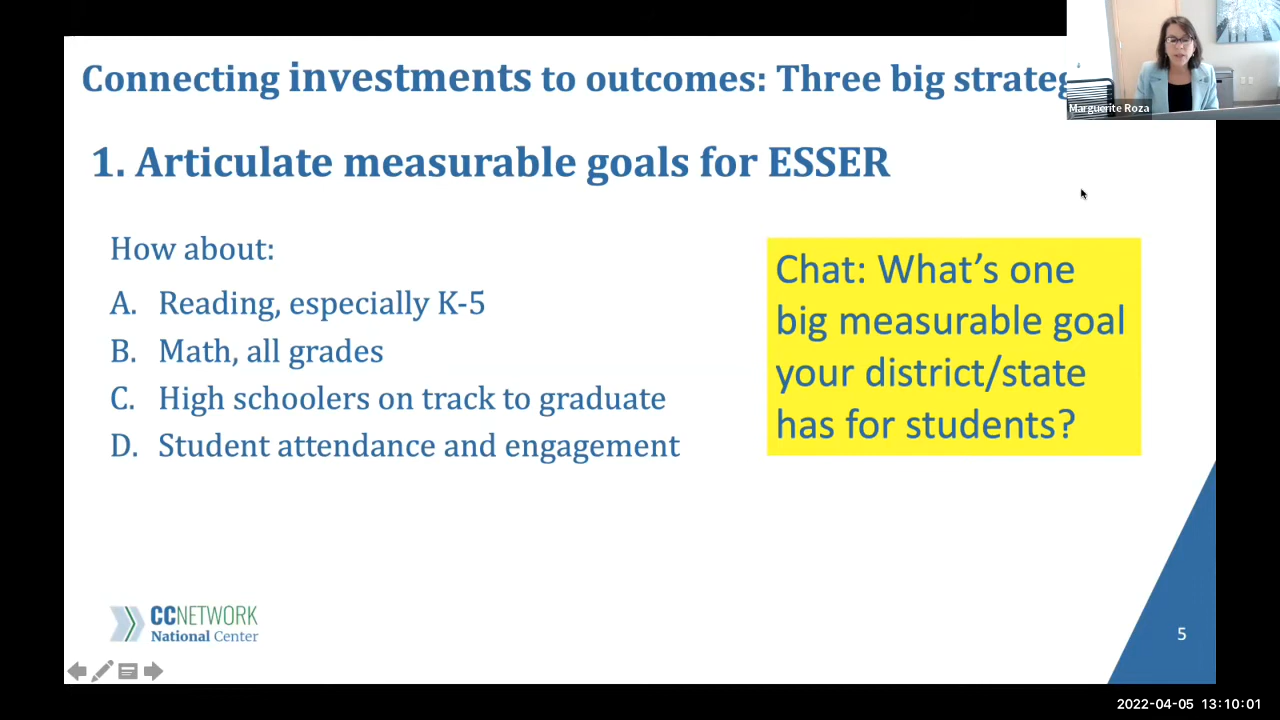 Connecting investments to outcomes: Three big strateg
Marguerite Roza
1. Articulate measurable goals for ESSER
How about:
A. Reading, especially K-5
B. Math, all grades
C. High schoolers on track to graduate
D. Student attendance and engagement
Chat: What's one
big measurable goal
your district/state
has for students?
CCNETWORK
National Center
5
2022-04-05 13:10:01